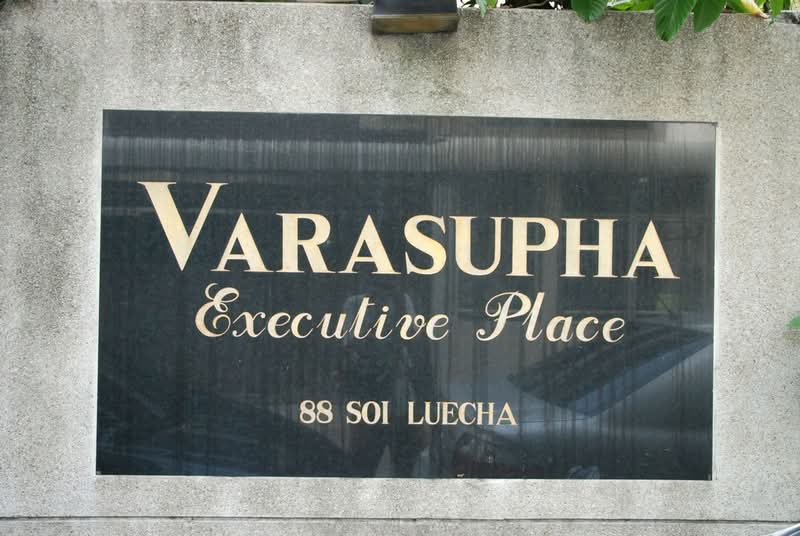 VARASUPHA
Executive Place
88 SOI LUECHA